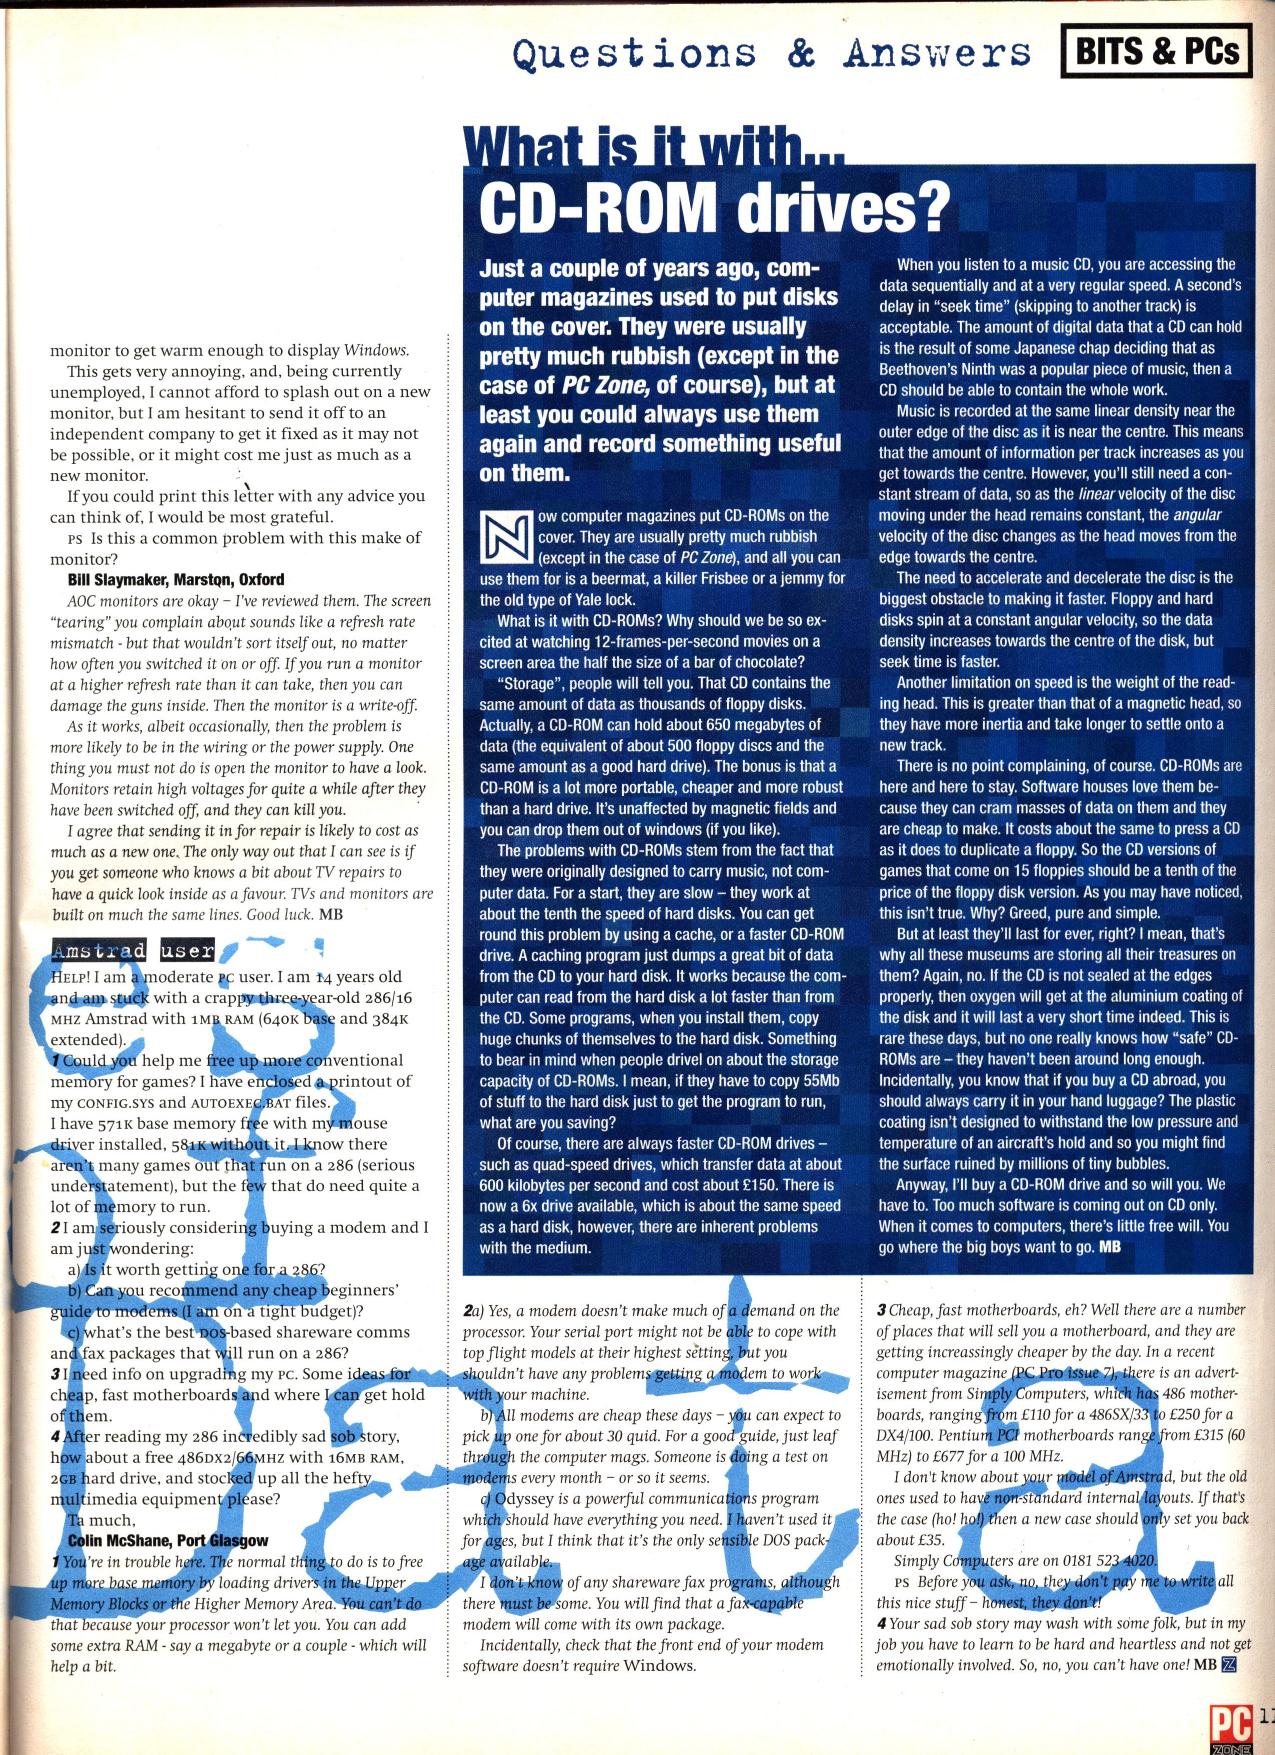 Questions & Answers
BITS & PCs
monitor to get warm enough to display Windows.
This gets very annoying, and, being currently
unemployed, I cannot afford to splash out on a new
monitor, but I am hesitant to send it off to an
independent company to get it fixed as it may not
be possible, or it might cost me just as much as a
new monitor.
If you could print this letter with any advice you
can think of, I would be most grateful.
PS Is this a common problem with this make of
monitor?
Bill Slaymaker, Marston, Oxford
AOC monitors are okay – I've reviewed them. The screen
“tearing” you complain about sounds like a refresh rate
mismatch - but that wouldn't sort itself out, no matter
how often you switched it on or off. If you run a monitor
at a higher refresh rate than it can take, then you can
damage the guns inside. Then the monitor is a write-off.
As it works, albeit occasionally, then the problem is
more likely to be in the wiring or the power supply. One
thing you must not do is open the monitor to have a look.
Monitors retain high voltages for quite a while after they
have been switched off, and they can kill you.
I agree that sending it in for repair is likely to cost as
much as a new one. The only way out that I can see is if
you get someone who knows a bit about TV repairs to
have a quick look inside as a favour. TVs and monitors are
built on much the same lines. Good luck. MB
Amstrad user
HELP! I am a moderate PC user. I am 14 years old
and am stuck with a crappy three-year-old 286/16
MHZ Amstrad with 1MB RAM (640K base and 384K
extended).
1 Could you help me free up more conventional
memory for games? I have enclosed a printout of
my CONFIG.SYS and AUTOEXEC.BAT files.
I have 571K base memory free with my mouse
driver installed, 581K without it. I know there
aren't many games out that run on a 286 (serious
understatement), but the few that do need quite a
lot of memory to run.
2 I am seriously considering buying a modem and I
am just wondering:
a) Is it worth getting one for a 286?
b) Can you recommend any cheap beginners'
guide to modems (I am on a tight budget)?
c) what's the best DOS-based shareware comms
and fax packages that will run on a 286?
3 I need info on upgrading my PC. Some ideas for
cheap, fast motherboards and where I can get hold
of them.
4 After reading my 286 incredibly sad sob story,
how about a free 486DX2/66MHZ with 16MB RAM,
2GB hard drive, and stocked up all the hefty
multimedia equipment please?
Ta much,
Colin McShane, Port Glasgow
1 You're in trouble here. The normal thing to do is to free
up more base memory by loading drivers in the Upper
Memory Blocks or the Higher Memory Area. You can't do
that because your processor won't let you. You can add
some extra RAM - say a megabyte or a couple - which will
help a bit.
What is it with...
CD-ROM drives?
Just a couple of years ago, com-
puter magazines used to put disks
on the cover. They were usually
pretty much rubbish (except in the
case of PC Zone, of course), but at
least you could always use them
again and record something useful
on them.
Now computer magazines put CD-ROMs on the
cover. They are usually pretty much rubbish
(except in the case of PC Zone), and all you can
use them for is a beermat, a killer Frisbee or a jemmy for
the old type of Yale lock.
What is it with CD-ROMs? Why should we be so ex-
cited at watching 12-frames-per-second movies on a
screen area the half the size of a bar of chocolate?
“Storage”, people will tell you. That CD contains the
same amount of data as thousands of floppy disks.
Actually, a CD-ROM can hold about 650 megabytes of
data (the equivalent of about 500 floppy discs and the
same amount as a good hard drive). The bonus is that a
CD-ROM is a lot more portable, cheaper and more robust
than a hard drive. It's unaffected by magnetic fields and
you can drop them out of windows (if you like).
The problems with CD-ROMs stem from the fact that
they were originally designed to carry music, not com-
puter data. For a start, they are slow – they work at
about the tenth the speed of hard disks. You can get
round this problem by using a cache, or a faster CD-ROM
drive. A caching program just dumps a great bit of data
from the CD to your hard disk. It works because the com-
puter can read from the hard disk a lot faster than from
the CD. Some programs, when you install them, copy
huge chunks of themselves to the hard disk. Something
to bear in mind when people drivel on about the storage
capacity of CD-ROMs. I mean, if they have to copy 55Mb
of stuff to the hard disk just to get the program to run,
what are you saving?
Of course, there are always faster CD-ROM drives –
such as quad-speed drives, which transfer data at about
600 kilobytes per second and cost about £150. There is
now a 6x drive available, which is about the same speed
as a hard disk, however, there are inherent problems
with the medium.
When you listen to a music CD, you are accessing the
data sequentially and at a very regular speed. A second's
delay in “seek time” (skipping to another track) is
acceptable. The amount of digital data that a CD can hold
is the result of some Japanese chap deciding that as
Beethoven's Ninth was a popular piece of music, then a
CD should be able to contain the whole work.
Music is recorded at the same linear density near the
outer edge of the disc as it is near the centre. This means
that the amount of information per track increases as you
get towards the centre. However, you'll still need a con-
stant stream of data, so as the linear velocity of the disc
moving under the head remains constant, the angular
velocity of the disc changes as the head moves from the
edge towards the centre.
The need to accelerate and decelerate the disc is the
biggest obstacle to making it faster. Floppy and hard
disks spin at a constant angular velocity, so the data
density increases towards the centre of the disk, but
seek time is faster.
Another limitation on speed is the weight of the read-
ing head. This is greater than that of a magnetic head, so
they have more inertia and take longer to settle onto a
new track.
There is no point complaining, of course. CD-ROMs are
here and here to stay. Software houses love them be-
cause they can cram masses of data on them and they
are cheap to make. It costs about the same to press a CD
as it does to duplicate a floppy. So the CD versions of
games that come on 15 floppies should be a tenth of the
price of the floppy disk version. As you may have noticed,
this isn't true. Why? Greed, pure and simple.
But at least they'll last for ever, right? I mean, that's
why all these museums are storing all their treasures on
them? Again, no. If the CD is not sealed at the edges
properly, then oxygen will get at the aluminium coating of
the disk and it will last a very short time indeed. This is
rare these days, but no one really knows how “safe” CD-
ROMs are – they haven't been around long enough.
Incidentally, you know that if you buy a CD abroad, you
should always carry it in your hand luggage? The plastic
coating isn't designed to withstand the low pressure and
temperature of an aircraft's hold and so you might find
the surface ruined by millions of tiny bubbles.
Anyway, I'll buy a CD-ROM drive and so will you. We
have to. Too much software is coming out on CD only.
When it comes to computers, there's little free will. You
go where the big boys want to go. MB
2a) Yes, a modem doesn't make much of a demand on the
processor. Your serial port might not be able to cope with
top flight models at their highest setting, but you
shouldn't have any problems getting a modem to work
with your machine.
b) All modems are cheap these days – you can expect to
pick up one for about 30 quid. For a good guide, just leaf
through the computer mags. Someone is doing a test on
modems every month – or so it seems.
c) Odyssey is a powerful communications program
which should have everything you need. I haven't used it
for ages, but I think that it's the only sensible DOS pack-
age available.
I don't know of any shareware fax programs, although
there must be some. You will find that a fax-capable
modem will come with its own package.
Incidentally, check that the front end of your modem
software doesn't require Windows.
3 Cheap, fast motherboards, eh? Well there are a number
of places that will sell you a motherboard, and they are
getting increasingly cheaper by the day. In a recent
computer magazine (PC Pro issue 7), there is an advert-
isement from Simply Computers, which has 486 mother-
boards, ranging from £110 for a 486SX/33 to £250 for a
DX4/100. Pentium PCI motherboards range from £315 (60
MHz) to £677 for a 100 MHz.
I don't know about your model of Amstrad, but the old
ones used to have non-standard internal layouts. If that's
the case (ho! ho!) then a new case should only set you back
about £35.
Simply Computers are on 0181 523 4020.
PS Before you ask, no, they don't pay me to write all
this nice stuff – honest, they don't!
4 Your sad sob story may wash with some folk, but in my
job you have to learn to be hard and heartless and not get
emotionally involved. So, no, you can't have one! MB Z
Data
PC
ZONE